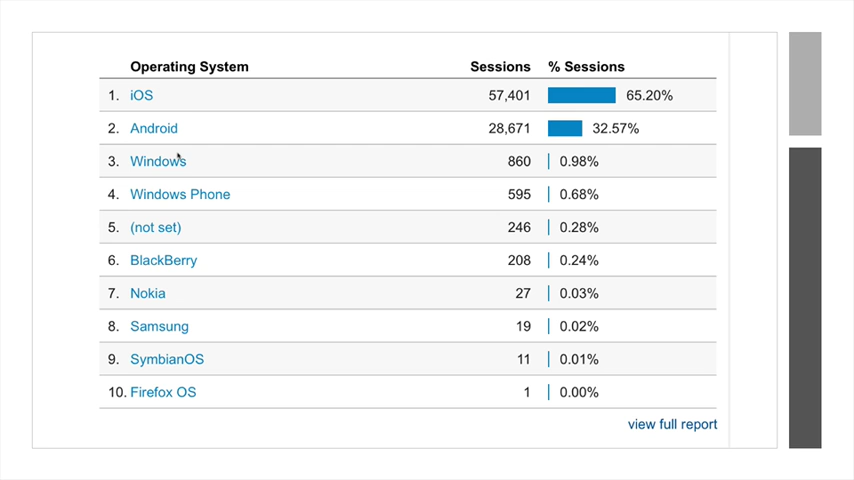 Operating System Sessions % Sessions
1. iOS 57,401 65.20%
2. Android 28,671 32.57%
3. Windows 860 0.98%
4. Windows Phone 595 0.68%
5. (not set) 246 0.28%
6. BlackBerry 208 0.24%
7. Nokia 27 0.03%
8. Samsung 19 0.02%
9. SymbianOS 11 0.01%
10. Firefox OS 1 0.00%
view full report